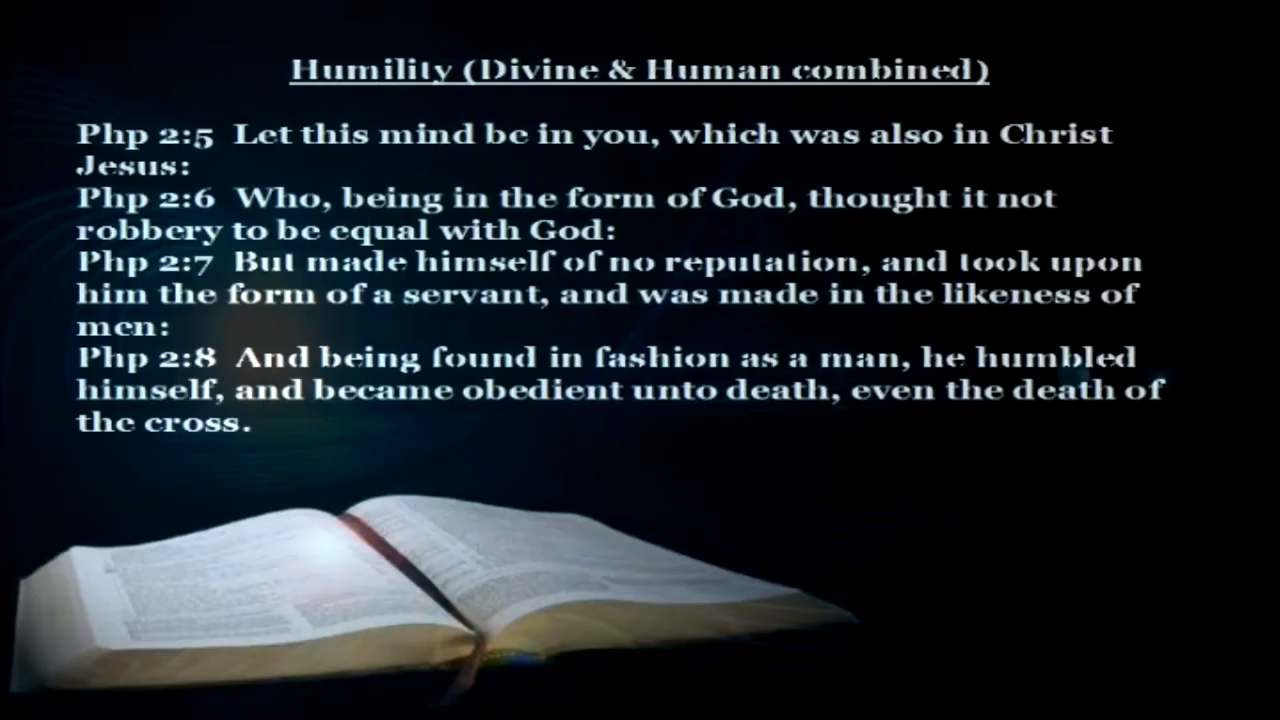 Humility (Divine & Human combined)
Php 2:5 Let this mind be in you, which was also in Christ
Jesus:
Php 2:6 Who, being in the form of God, thought it not
robbery to be equal with God:
Php 2:7 But made himself of no reputation, and took upon
him the form of a servant, and was made in the likeness of
men:
Php 2:8 And being found in fashion as a man, he humbled
himself, and became obedient unto death, even the death of
the cross.